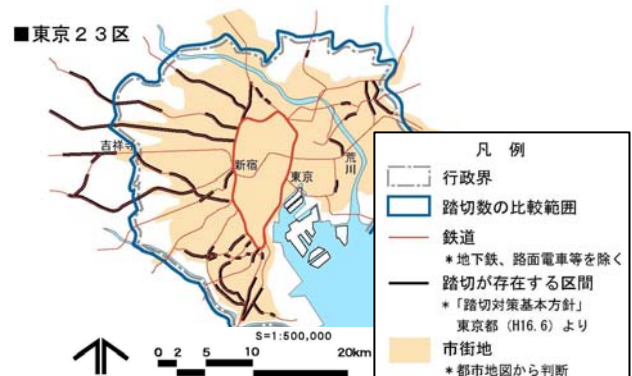 ■東京２３区
吉祥寺
新宿
東京
荒川
S=1:500,000
0 2 5 10 20km
凡 例
行政界
踏切数の比較範囲
鉄道
＊地下鉄、路面電車等を除く
踏切が存在する区間
＊「踏切対策基本方針」
東京都（H16.6）より
市街地
＊都市地図から判断